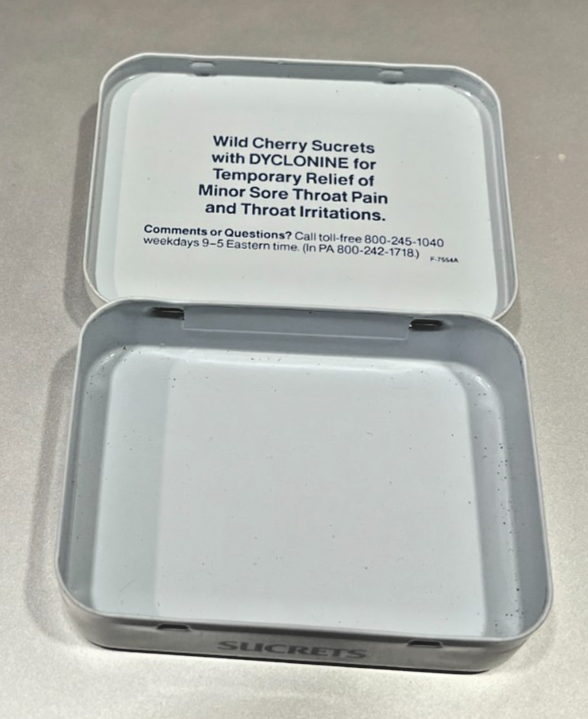 Wild Cherry Sucrets
with DYCLONINE for
Temporary Relief of
Minor Sore Throat Pain
and Throat Irritations.
Comments or Questions? Call toll-free 800-245-1040
weekdays 9–5 Eastern time. (In PA 800-242-1718.)
F-7554A
SUCRETS